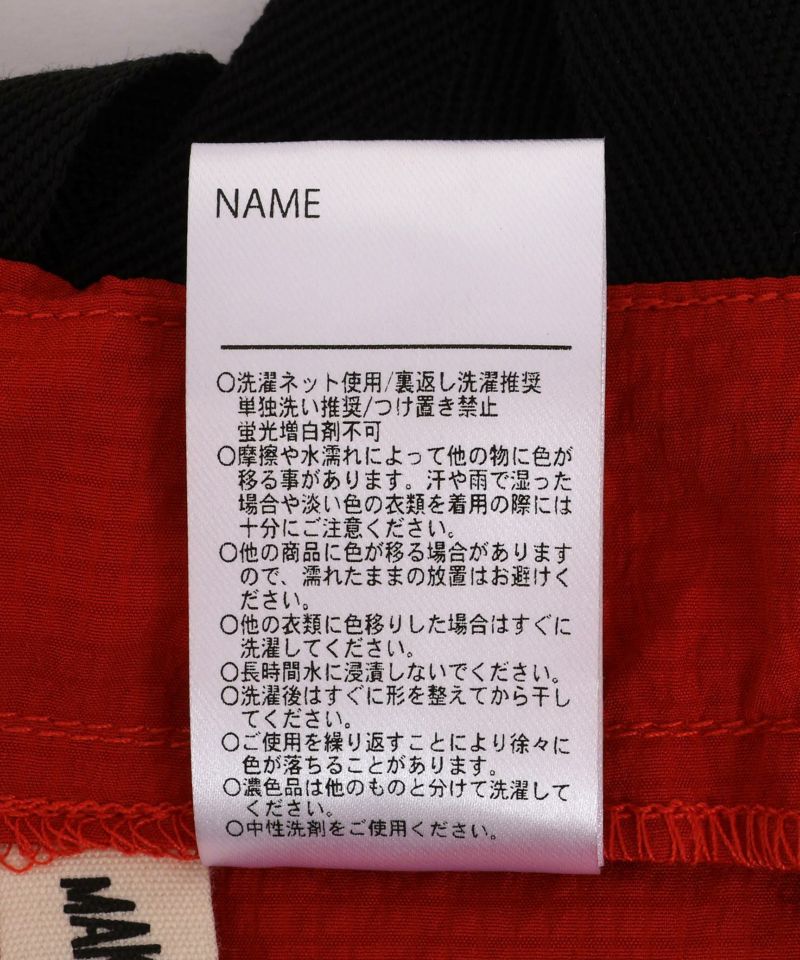 NAME
○洗濯ネット使用/裏返し洗濯推奨
単独洗い推奨/つけ置き禁止
蛍光増白剤不可
○摩擦や水濡れによって他の物に色が
移る事があります。汗や雨で湿った
場合や淡い色の衣類を着用の際には
十分にご注意ください。
○他の商品に色が移る場合があります
ので、濡れたままの放置はお避けく
ださい。
○他の衣類に色移りした場合はすぐに
洗濯してください。
○長時間水に浸漬しないでください。
○洗濯後はすぐに形を整えてから干し
てください。
○ご使用を繰り返すことにより徐々に
色が落ちることがあります。
○濃色品は他のものと分けて洗濯して
ください。
○中性洗剤をご使用ください。